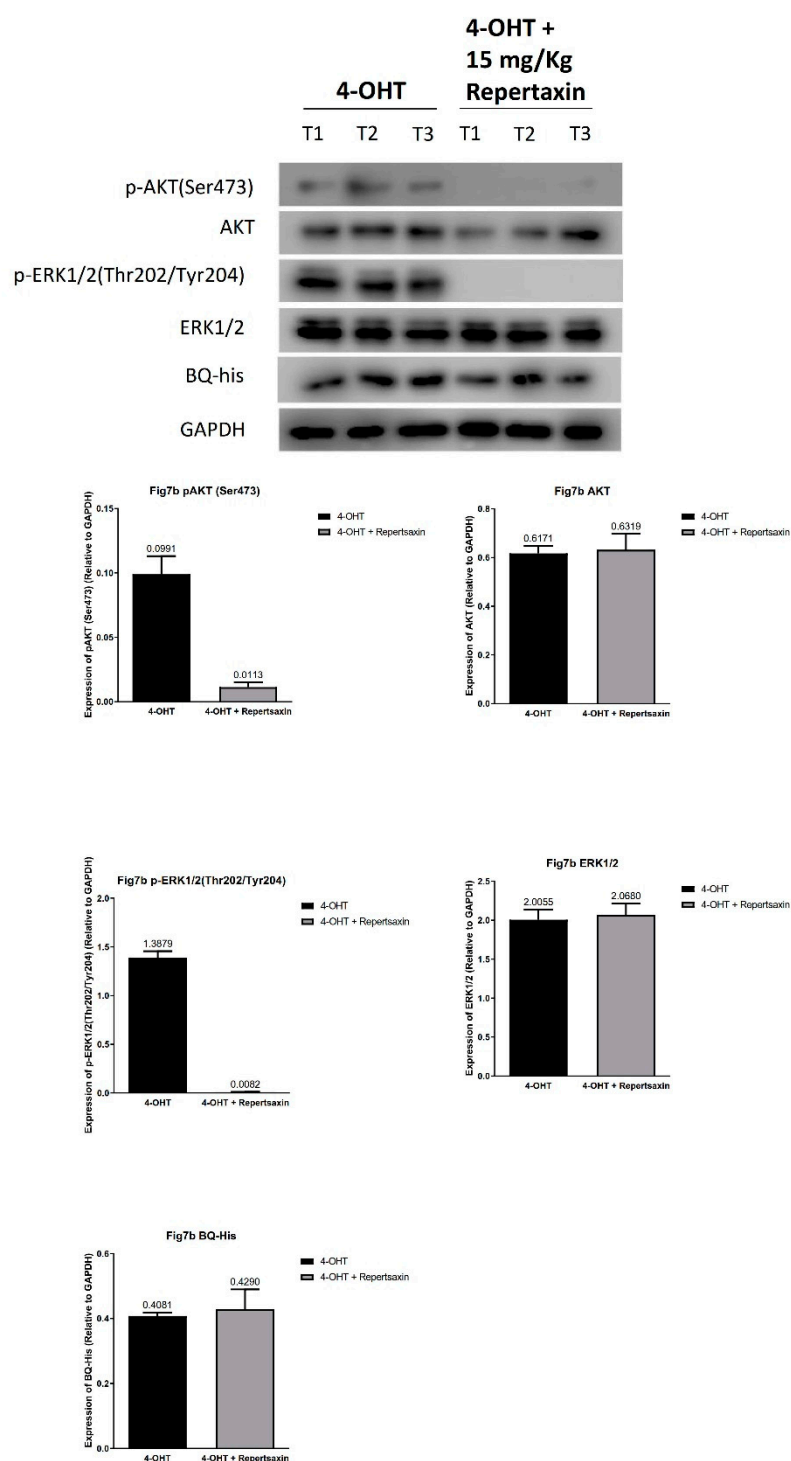 4-OHT
4-OHT +
15 mg/Kg
Repertaxin
T1 T2 T3 T1 T2 T3
p-AKT(Ser473)
AKT
p-ERK1/2(Thr202/Tyr204)
ERK1/2
BQ-his
GAPDH
Fig7b pAKT (Ser473)
Expression of pAKT (Ser473) (Relative to GAPDH)
0.15
0.10
0.05
0.00
0.0991
0.0113
4-OHT
4-OHT + Repertsaxin
4-OHT
4-OHT + Repertsaxin
Fig7b AKT
Expression of AKT (Relative to GAPDH)
0.8
0.6
0.4
0.2
0.0
0.6171
0.6319
4-OHT
4-OHT + Repertsaxin
4-OHT
4-OHT + Repertsaxin
Fig7b p-ERK1/2(Thr202/Tyr204)
Expression of p-ERK1/2(Thr202/Tyr204) (Relative to GAPDH)
2.0
1.5
1.0
0.5
0.0
1.3879
0.0082
4-OHT
4-OHT + Repertsaxin
4-OHT
4-OHT + Repertsaxin
Fig7b ERK1/2
Expression of ERK1/2 (Relative to GAPDH)
2.5
2.0
1.5
1.0
0.5
0.0
2.0055
2.0680
4-OHT
4-OHT + Repertsaxin
4-OHT
4-OHT + Repertsaxin
Fig7b BQ-His
Expression of BQ-His (Relative to GAPDH)
0.6
0.4
0.2
0.0
0.4081
0.4290
4-OHT
4-OHT + Repertsaxin
4-OHT
4-OHT + Repertsaxin